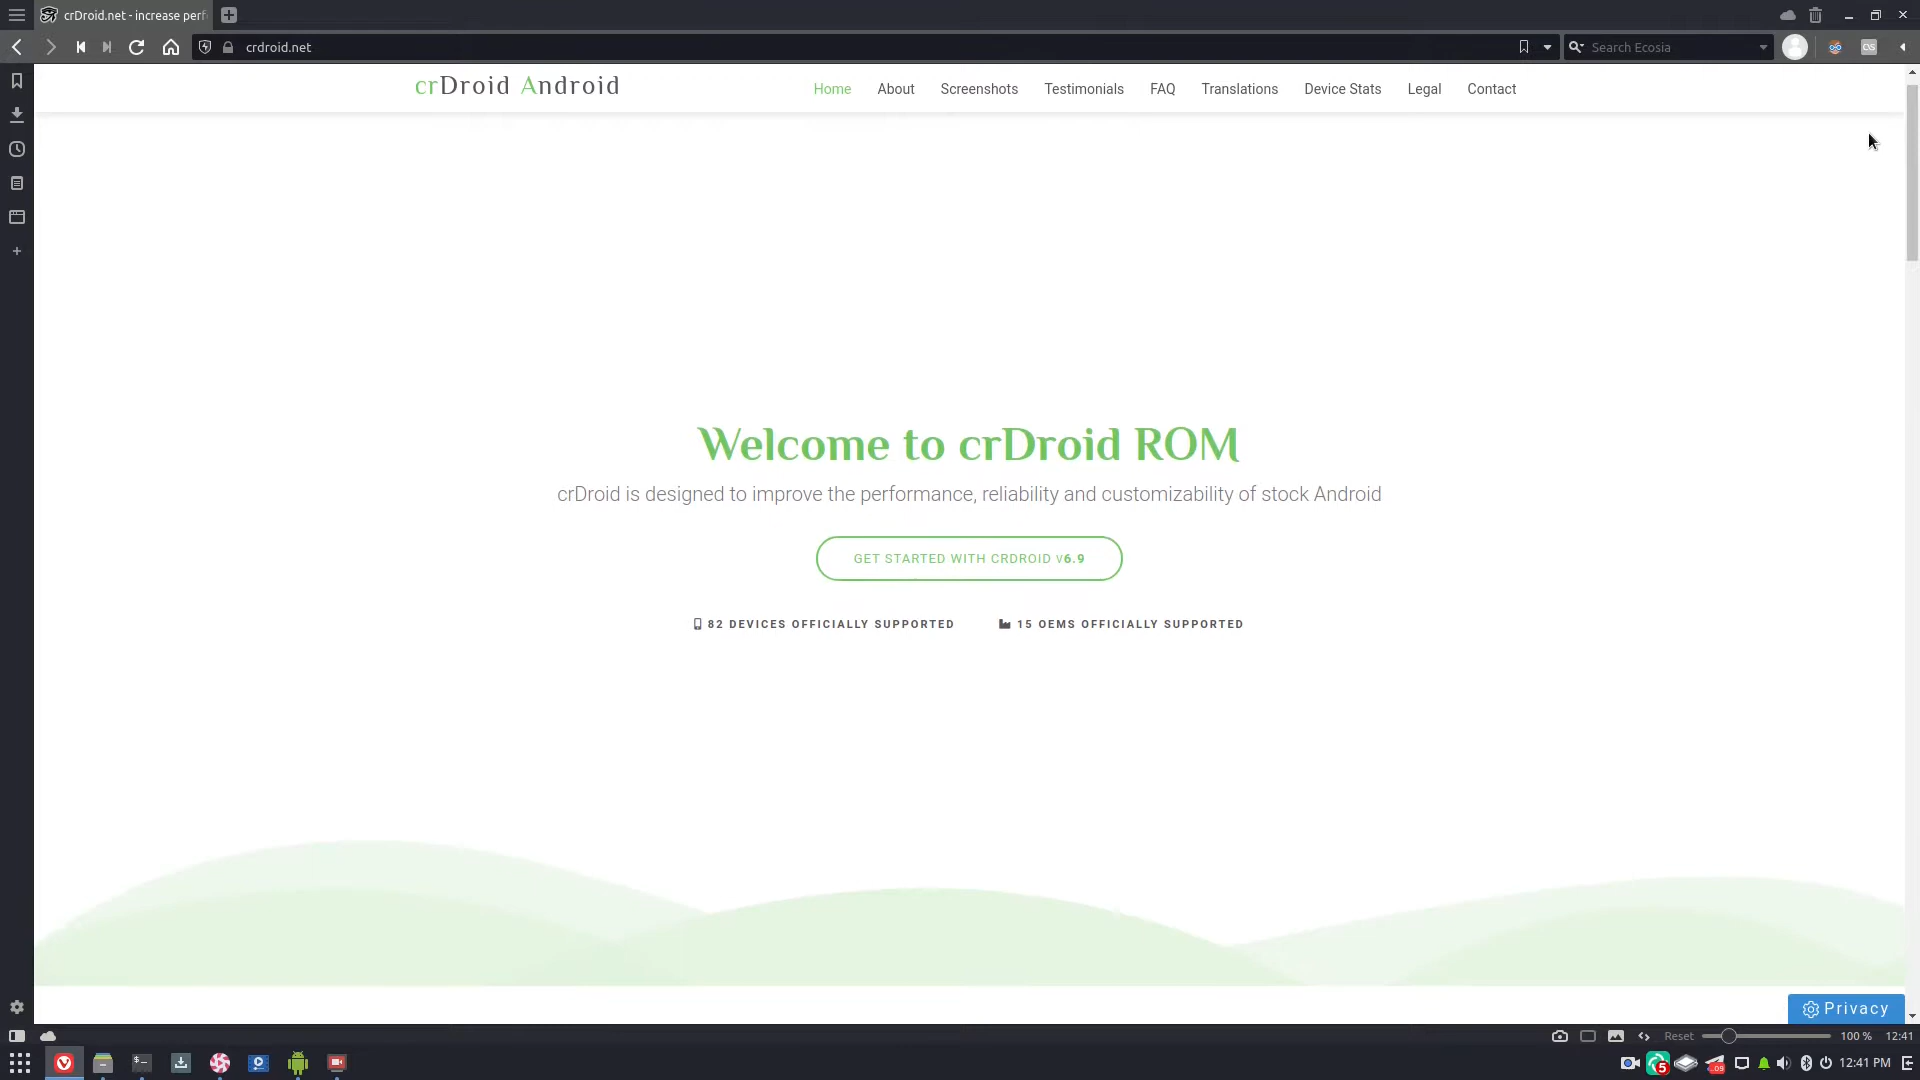 crDroid.net - increase perf
crdroid.net
Search Ecosia
crDroid Android
Home
About
Screenshots
Testimonials
FAQ
Translations
Device Stats
Legal
Contact
Welcome to crDroid ROM
crDroid is designed to improve the performance, reliability and customizability of stock Android
GET STARTED WITH CRDROID V6.9
82 DEVICES OFFICIALLY SUPPORTED
15 OEMS OFFICIALLY SUPPORTED
Privacy
Reset
100 %
12:41
5
12:41 PM